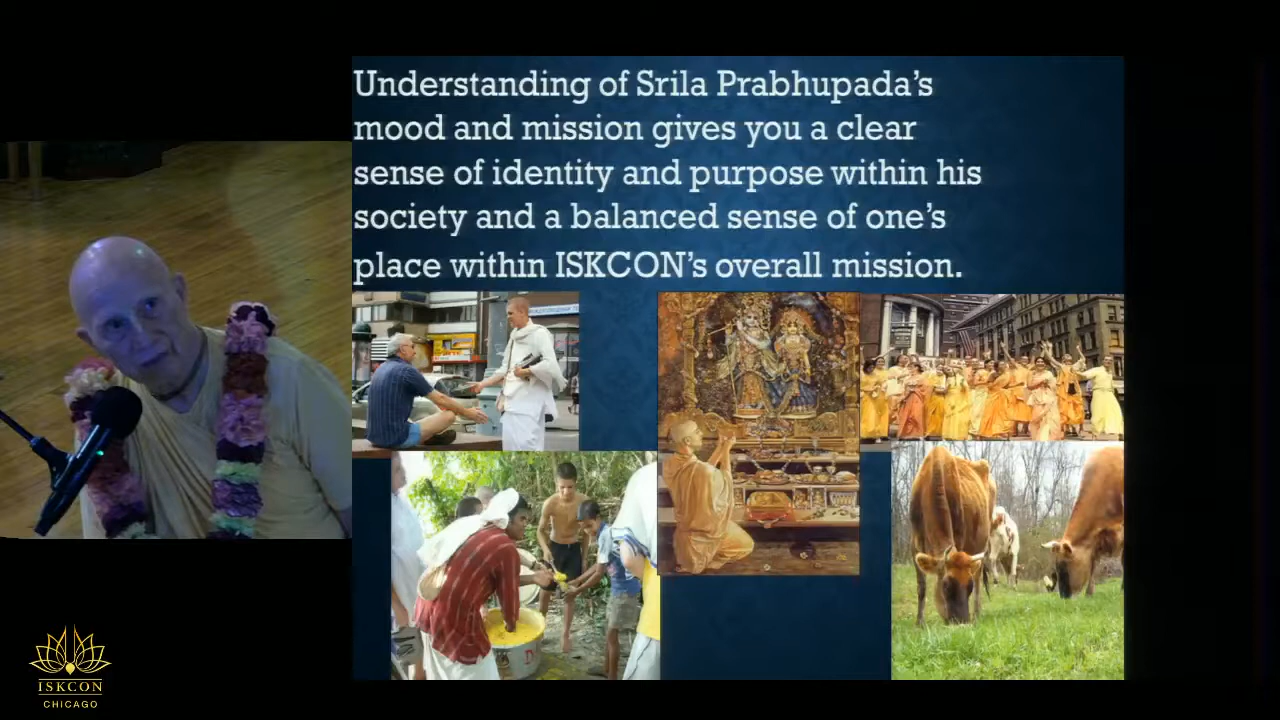 Understanding of Srila Prabhupada’s
mood and mission gives you a clear
sense of identity and purpose within his
society and a balanced sense of one’s
place within ISKCON’s overall mission.
ISKCON
CHICAGO